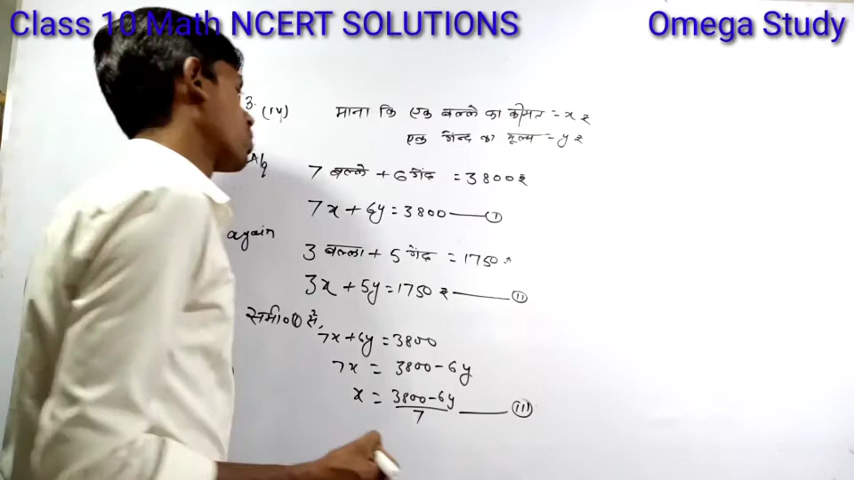 Class 10 Math NCERT SOLUTIONS
Omega Study
3. (iv) माना कि एक बल्ले का कीमत = x ₹
एक गेन्द का मूल्य = y ₹
A/q 7 बल्ले + 6 गेंद = 3800 ₹
7x + 6y = 3800 —— (i)
again 3 बल्ला + 5 गेंद = 1750 ₹
3x + 5y = 1750 ₹ —— (ii)
समी० (i) से,
7x + 6y = 3800
7x = 3800 - 6y
x = 3800 - 6y —— (iii)
7